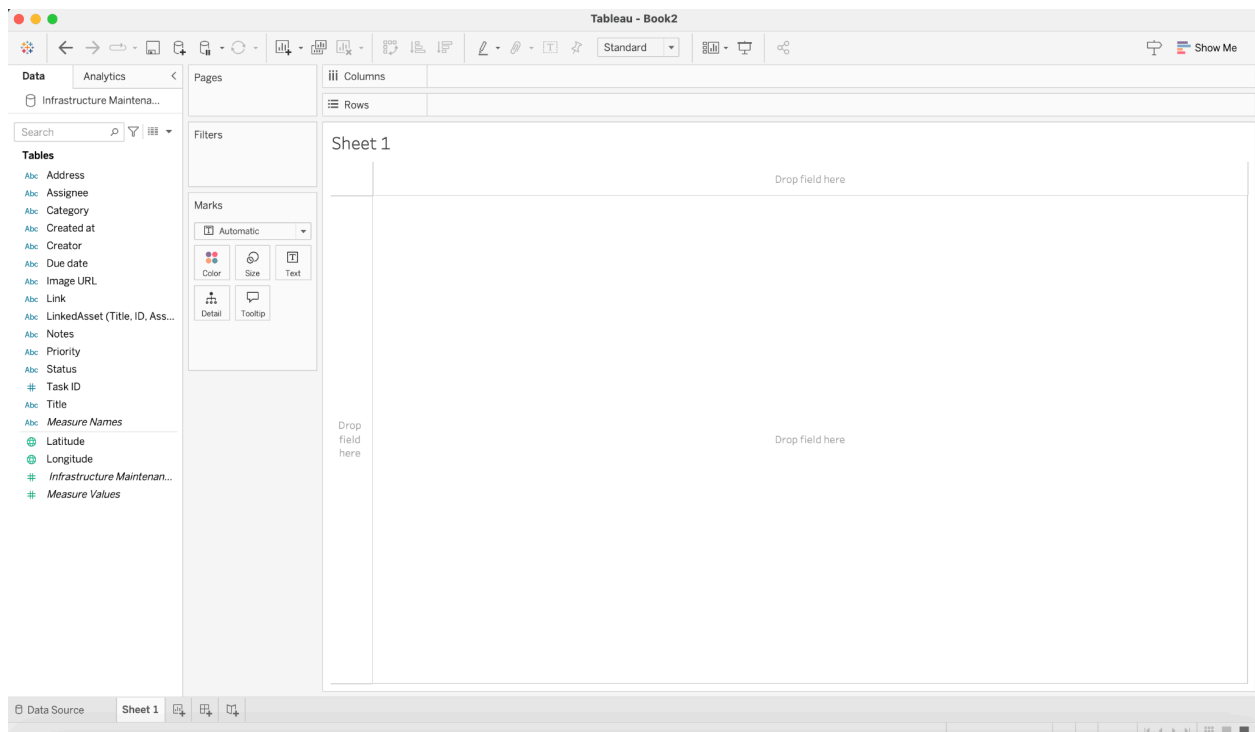 Tableau - Book2
Standard
Show Me
Data
Analytics
Infrastructure Maintena...
Search
Tables
Abc Address
Abc Assignee
Abc Category
Abc Created at
Abc Creator
Abc Due date
Abc Image URL
Abc Link
Abc LinkedAsset (Title, ID, Ass...
Abc Notes
Abc Priority
Abc Status
# Task ID
Abc Title
Abc Measure Names
Latitude
Longitude
# Infrastructure Maintenan...
# Measure Values
Pages
Filters
Marks
T Automatic
Color
Size
T
Text
Detail
Tooltip
iii Columns
Rows
Sheet 1
Drop field here
Drop
field
here
Drop field here
Data Source
Sheet 1